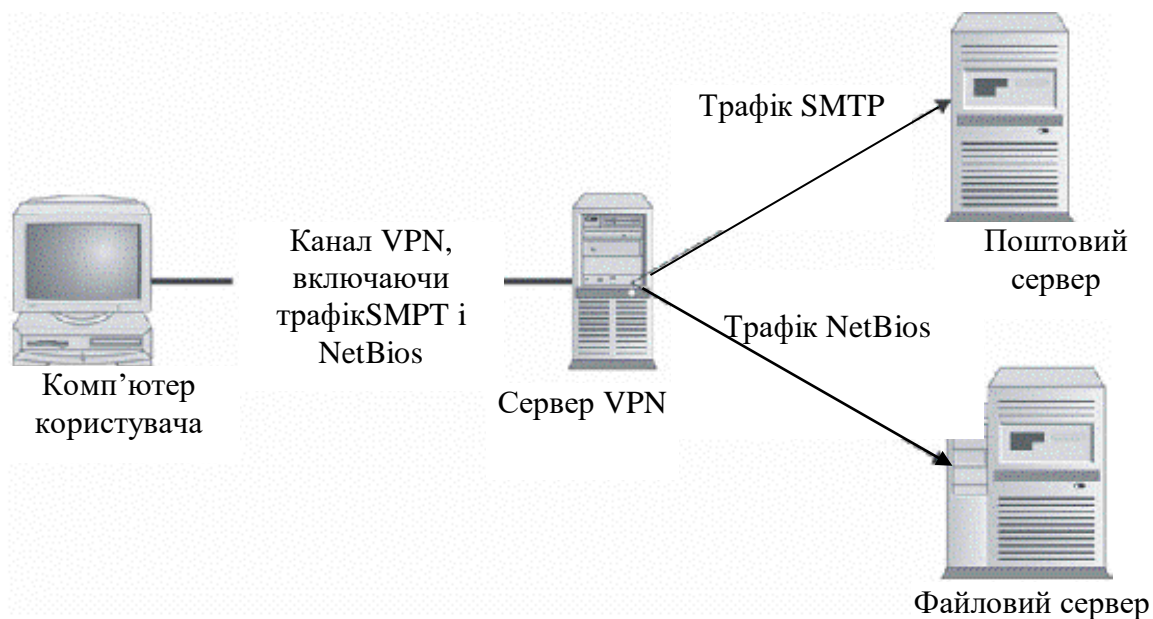 Трафік SMTP
Поштовий
сервер
Канал VPN,
включаючи
трафікSMPT і
NetBios
Трафік NetBios
Комп’ютер
користувача
Сервер VPN
Файловий сервер